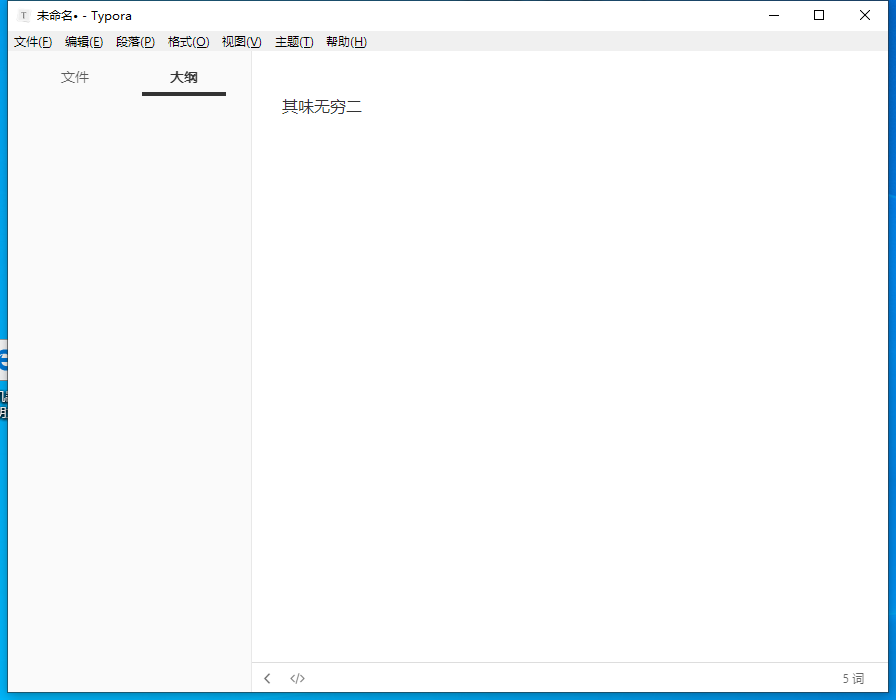 未命名• - Typora
文件(F) 编辑(E) 段落(P) 格式(O) 视图(V) 主题(T) 帮助(H)
文件 大纲
其味无穷二
</> 5 词